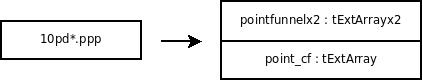 10pd*.ppp
pointfunnelx2 : tExtArrayx2
point_cf : tExtArray